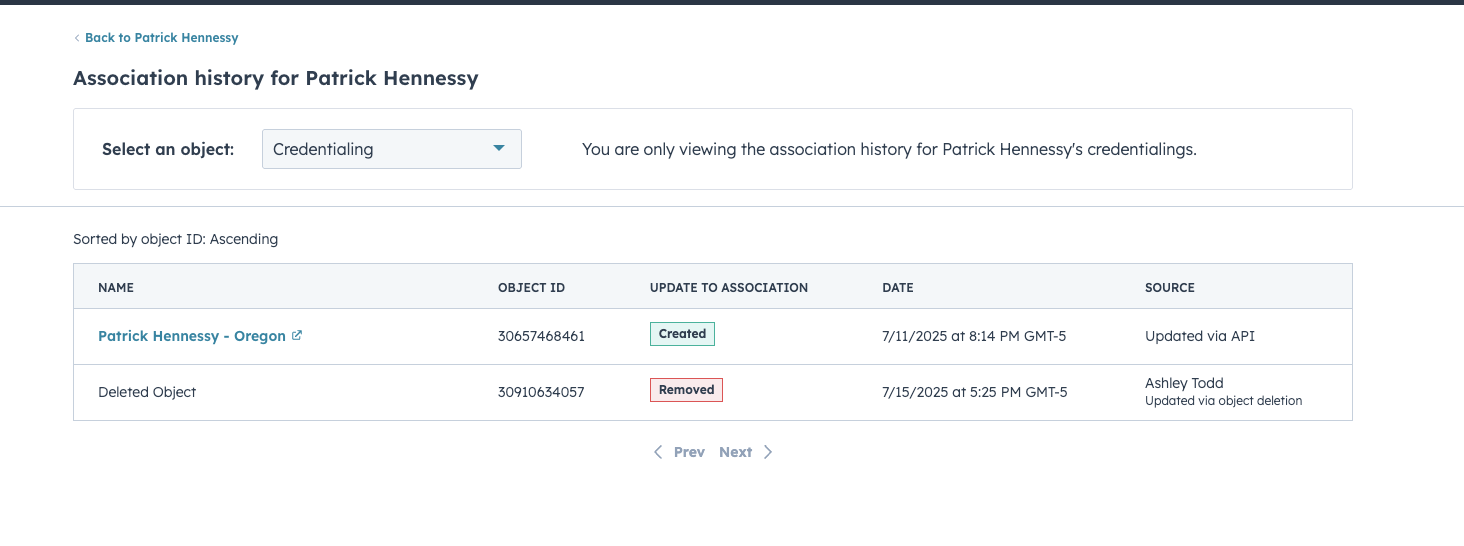 Back to Patrick Hennessy
Association history for Patrick Hennessy
Select an object: Credentialing You are only viewing the association history for Patrick Hennessy's credentialings.
Sorted by object ID: Ascending
NAME OBJECT ID UPDATE TO ASSOCIATION DATE SOURCE
Patrick Hennessy - Oregon 30657468461 Created 7/11/2025 at 8:14 PM GMT-5 Updated via API
Deleted Object 30910634057 Removed 7/15/2025 at 5:25 PM GMT-5 Ashley Todd
Updated via object deletion
Prev Next